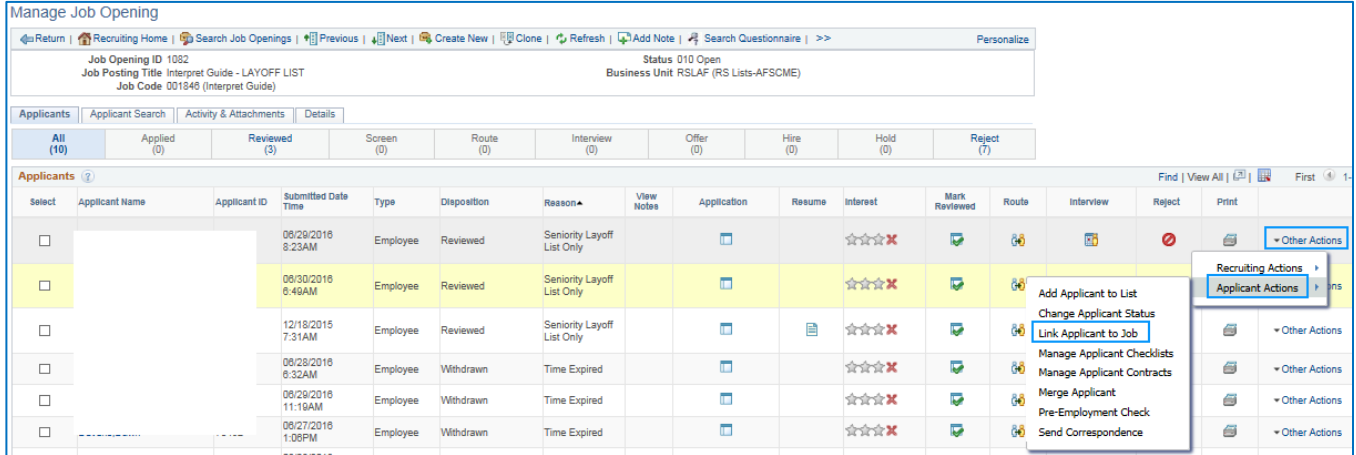 Manage Job Opening
Return | Recruiting Home | Search Job Openings | Previous | Next | Create New | Clone | Refresh | Add Note | Search Questionnaire | >> Personalize
Job Opening ID 1082 Status 010 Open
Job Posting Title Interpret Guide - LAYOFF LIST Business Unit RSLAF (RS Lists-AFSCME)
Job Code 001846 (Interpret Guide)
Applicants Applicant Search Activity & Attachments Details
All Applied Reviewed Screen Route Interview Offer Hire Hold Reject
(10) (0) (3) (0) (0) (0) (0) (0) (0) (7)
Applicants ? Find | View All | First 1-
Select Applicant Name Applicant ID Submitted Date Time Type Disposition Reason View Notes Application Resume Interest Mark Reviewed Route Interview Reject Print
06/29/2016 8:23AM Employee Reviewed Seniority Layoff List Only Other Actions
Recruiting Actions
Applicant Actions
06/30/2016 6:49AM Employee Reviewed Seniority Layoff List Only
Add Applicant to List
Change Applicant Status
Link Applicant to Job
Manage Applicant Checklists
Manage Applicant Contracts
Merge Applicant
Pre-Employment Check
Send Correspondence
12/18/2015 7:31AM Employee Reviewed Seniority Layoff List Only Other Actions
06/28/2016 6:32AM Employee Withdrawn Time Expired Other Actions
06/29/2016 11:19AM Employee Withdrawn Time Expired Other Actions
06/27/2016 1:06PM Employee Withdrawn Time Expired Other Actions